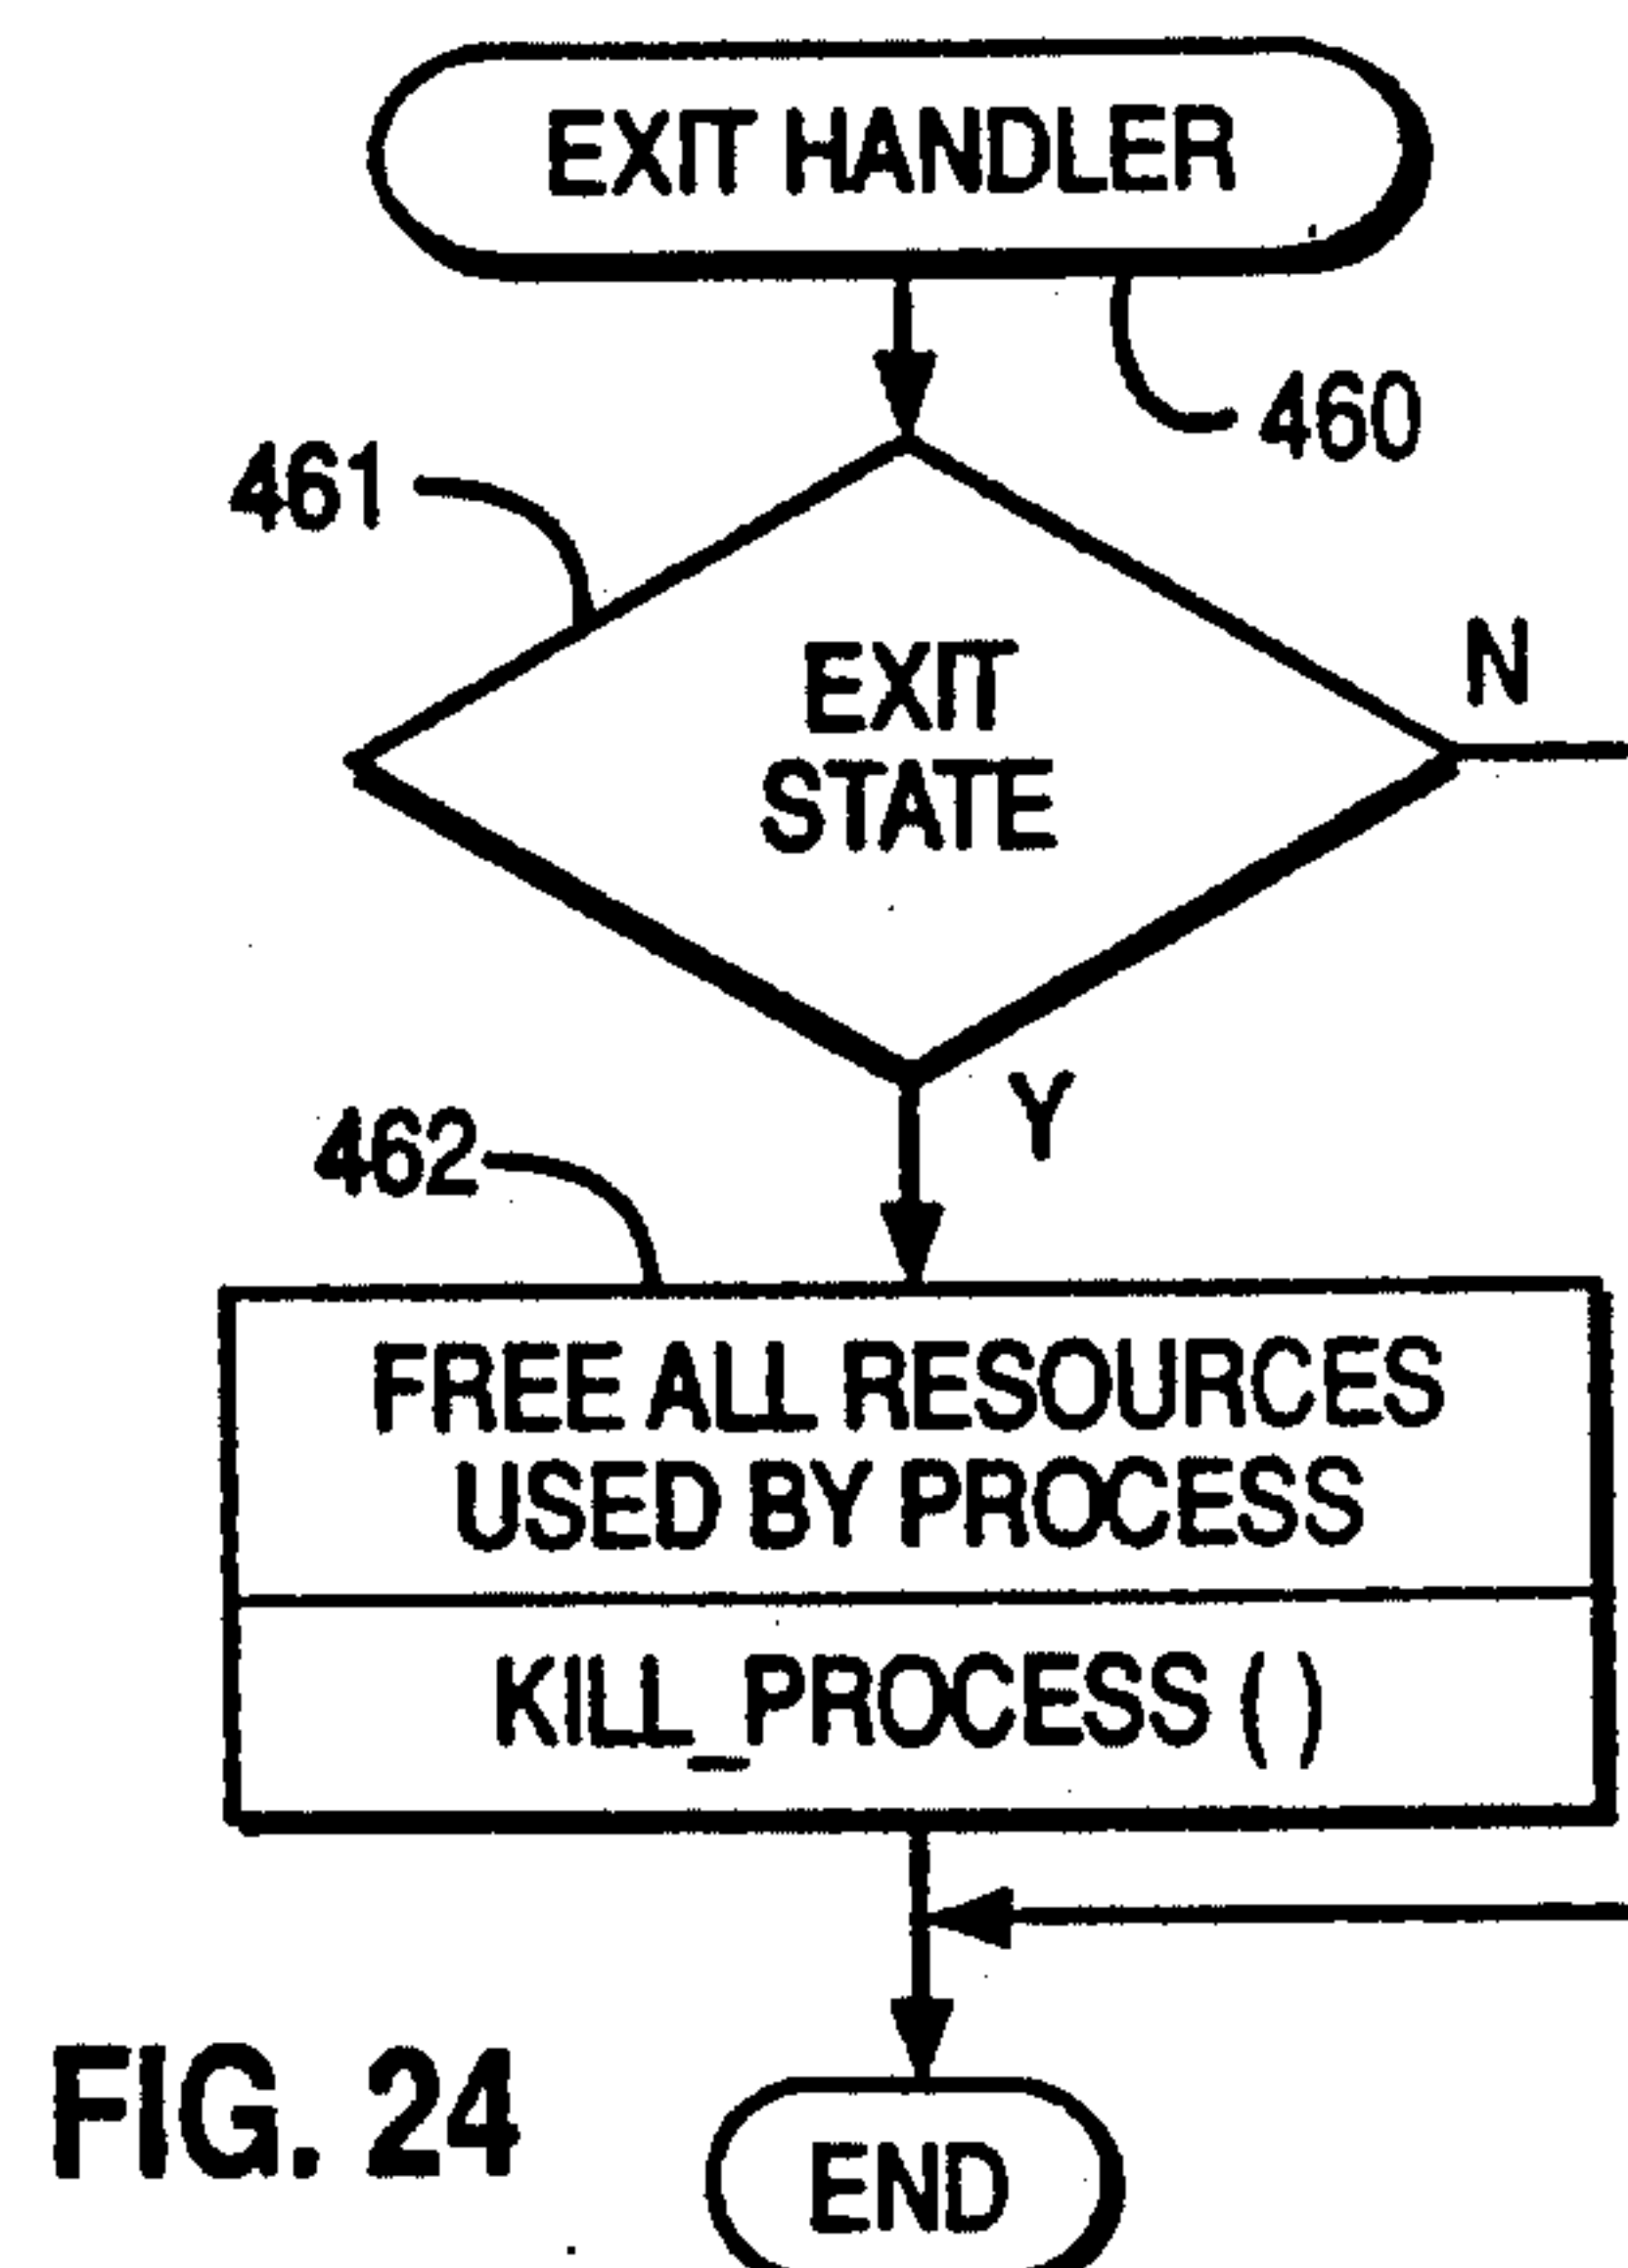 EXIT HANDLER
460
461
EXIT
STATE
N
Y
462
FREE ALL RESOURCES
USED BY PROCESS
KILL_PROCESS ( )
FIG. 24
END